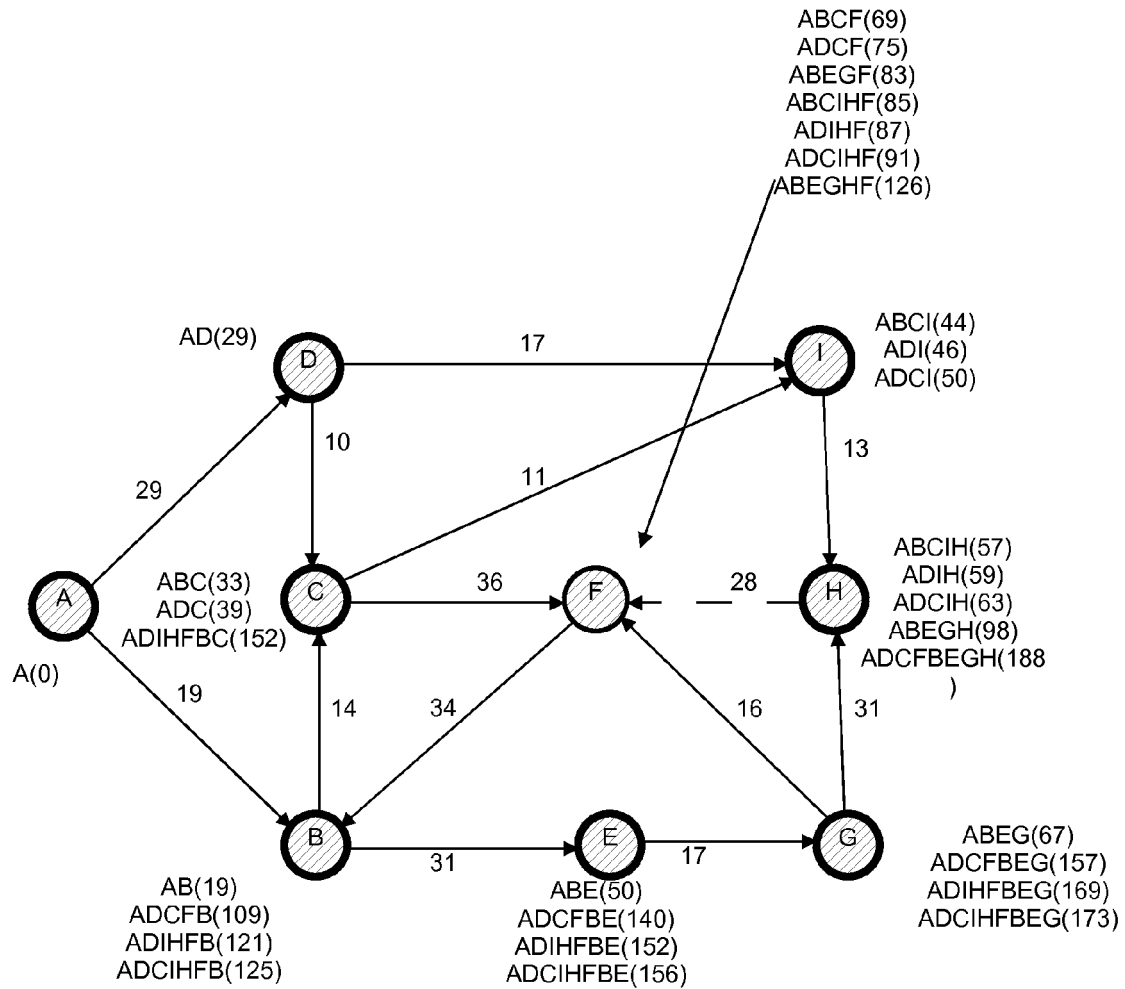 ABCF(69)
ADCF(75)
ABEGF(83)
ABCIHF(85)
ADIHF(87)
ADCIHF(91)
ABEGHF(126)
AD(29)
D
17
I
ABCI(44)
ADI(46)
ADCI(50)
10
13
29
11
A
A(0)
ABC(33)
ADC(39)
ADIHFBC(152)
C
36
F
28
H
ABCIH(57)
ADIH(59)
ADCIH(63)
ABEGH(98)
ADCFBEGH(188
)
19
14
34
16
31
B
31
E
17
G
AB(19)
ADCFB(109)
ADIHFB(121)
ADCIHFB(125)
ABE(50)
ADCFBE(140)
ADIHFBE(152)
ADCIHFBE(156)
ABEG(67)
ADCFBEG(157)
ADIHFBEG(169)
ADCIHFBEG(173)